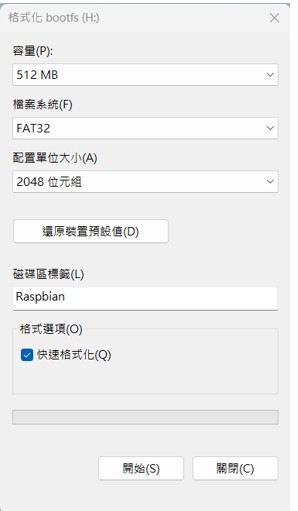 格式化 bootfs (H:)
容量(P):
512 MB
檔案系統(F)
FAT32
配置單位大小(A)
2048 位元組
還原裝置預設值(D)
磁碟區標籤(L)
Raspbian
格式選項(O)
快速格式化(Q)
開始(S) 關閉(C)